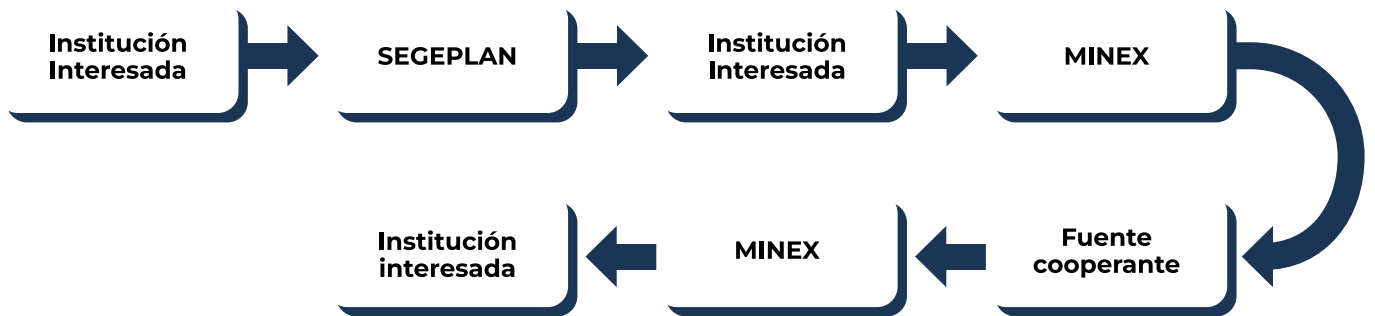 Institución
Interesada
SEGEPLAN
Institución
Interesada
MINEX
Fuente
cooperante
MINEX
Institución
interesada